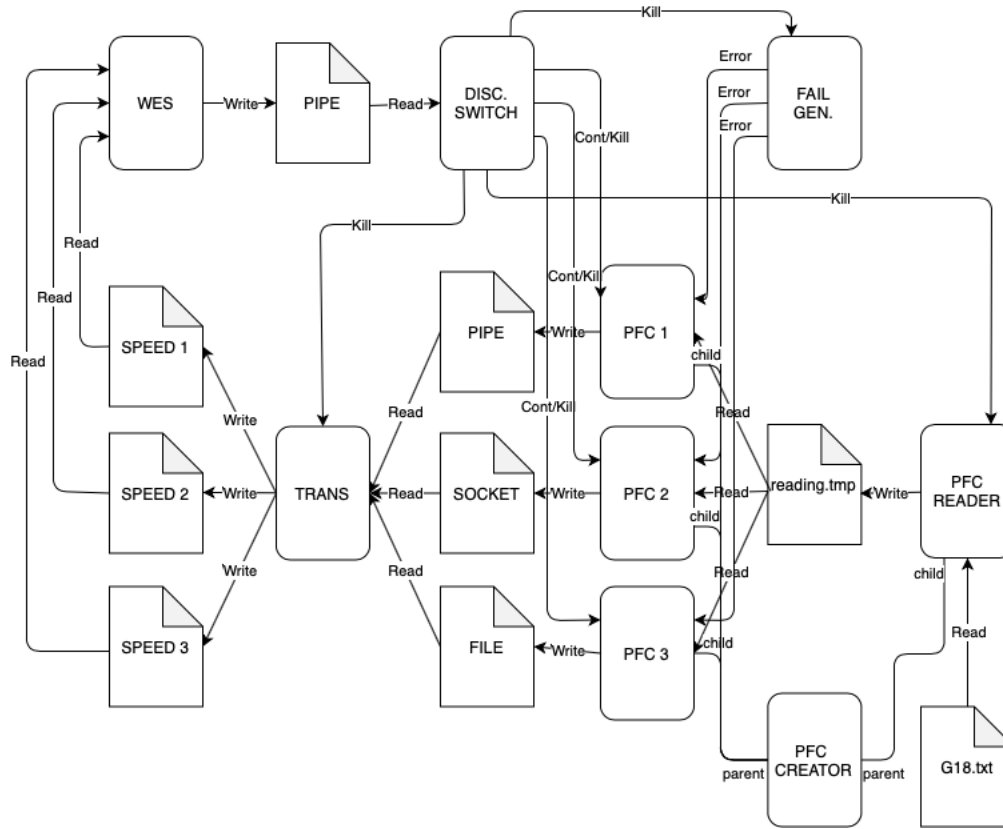 Kill
WES
Write
PIPE
Read
DISC.
SWITCH
FAIL
GEN.
Error
Error
Error
Cont/Kill
Kill
Kill
Read
Read
Read
Cont/Kil
SPEED 1
PIPE
Write
PFC 1
child
Read
Cont/Kill
Write
Read
SPEED 2
Write
TRANS
Read
SOCKET
Write
PFC 2
Read
reading.tmp
Write
PFC
READER
child
Write
Read
Read
child
SPEED 3
FILE
Write
PFC 3
child
Read
parent
PFC
CREATOR
parent
G18.txt